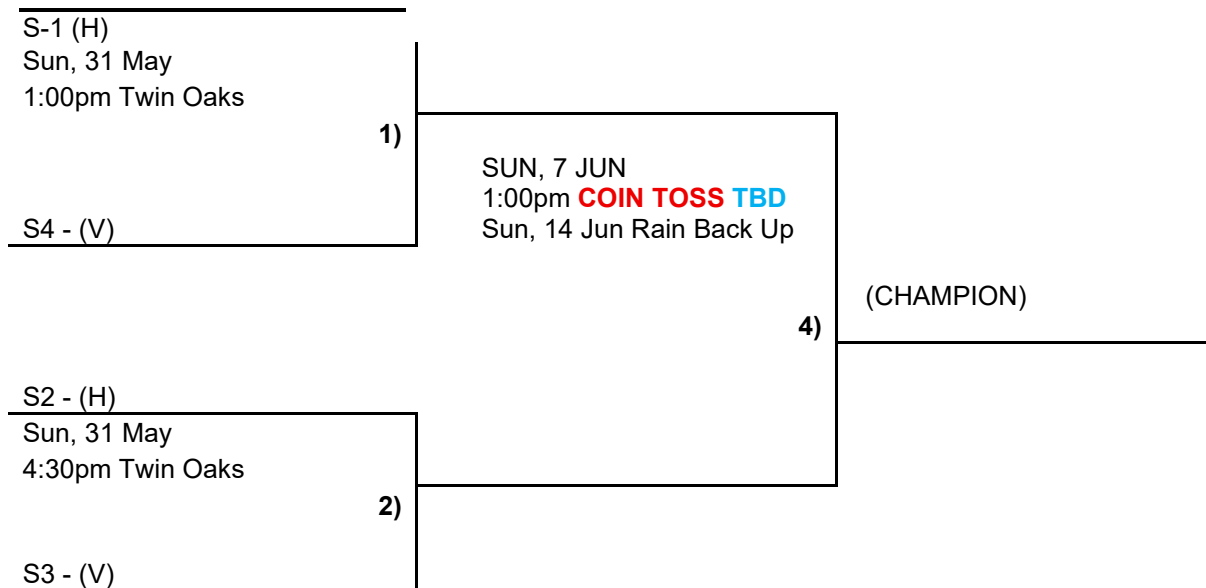 S-1 (H)
Sun, 31 May
1:00pm Twin Oaks
1)
SUN, 7 JUN
1:00pm COIN TOSS TBD
Sun, 14 Jun Rain Back Up
S4 - (V)
(CHAMPION)
4)
S2 - (H)
Sun, 31 May
4:30pm Twin Oaks
2)
S3 - (V)